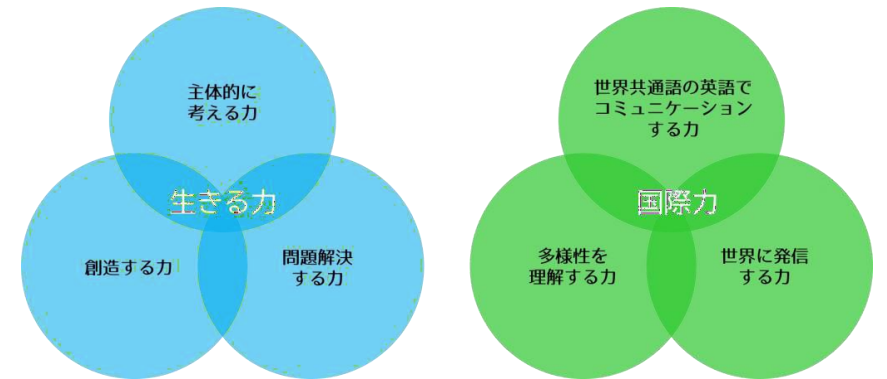 主体的に
考える力
生きる力
創造する力
問題解決
する力
世界共通語の英語で
コミュニケーション
する力
国際力
多様性を
理解する力
世界に発信
する力